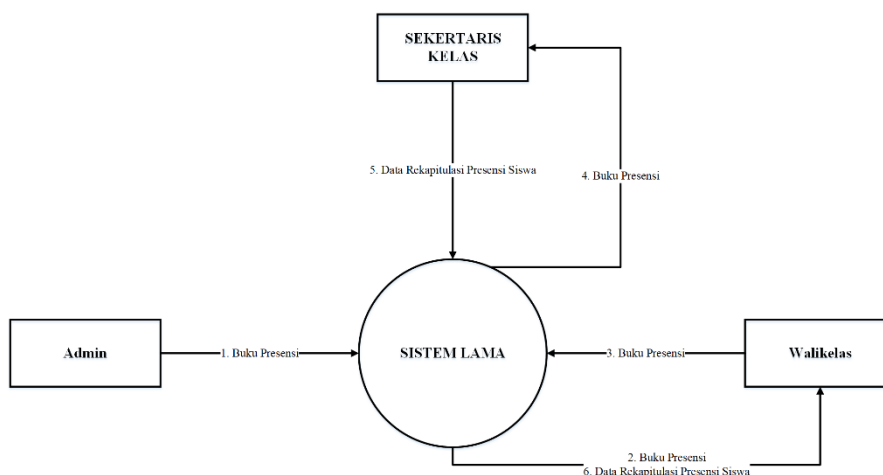 SEKERTARIS
KELAS
5. Data Rekapitulasi Presensi Siswa
4. Buku Presensi
Admin
1. Buku Presensi
SISTEM LAMA
3. Buku Presensi
Walikelas
2. Buku Presensi
6. Data Rekapitulasi Presensi Siswa